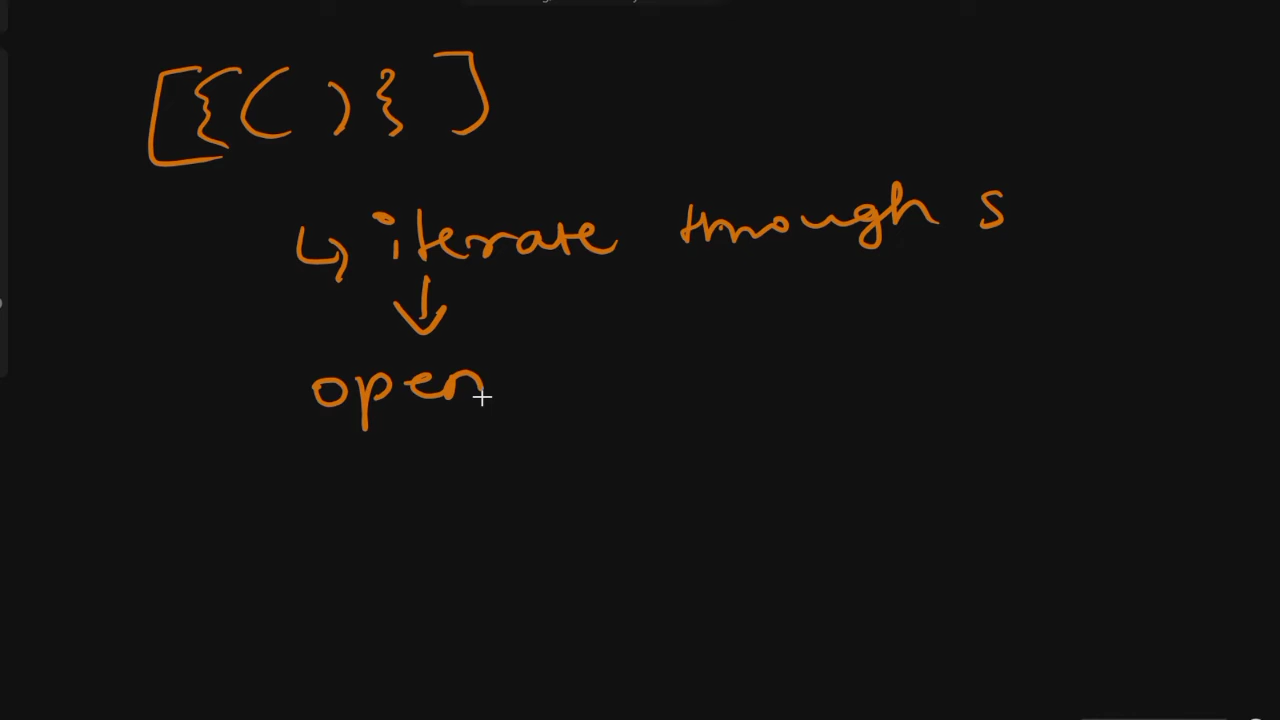 [{()}]
↳ iterate through s
↓
open